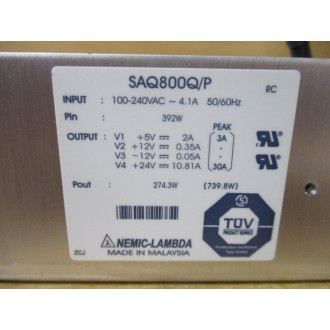 SAQ800Q/P
RC
INPUT : 100-240VAC ~ 4.1A 50/60Hz
Pin : 392W
PEAK
OUTPUT : V1 +5V ⎓ 2A 3A
V2 +12V ⎓ 0.35A -
V3 -12V ⎓ 0.05A -
V4 +24V ⎓ 10.81A 30A
Pout : 274.3W (739.8W)
TÜV
PRODUCT SERVICE
NEMIC-LAMBDA
MADE IN MALAYSIA